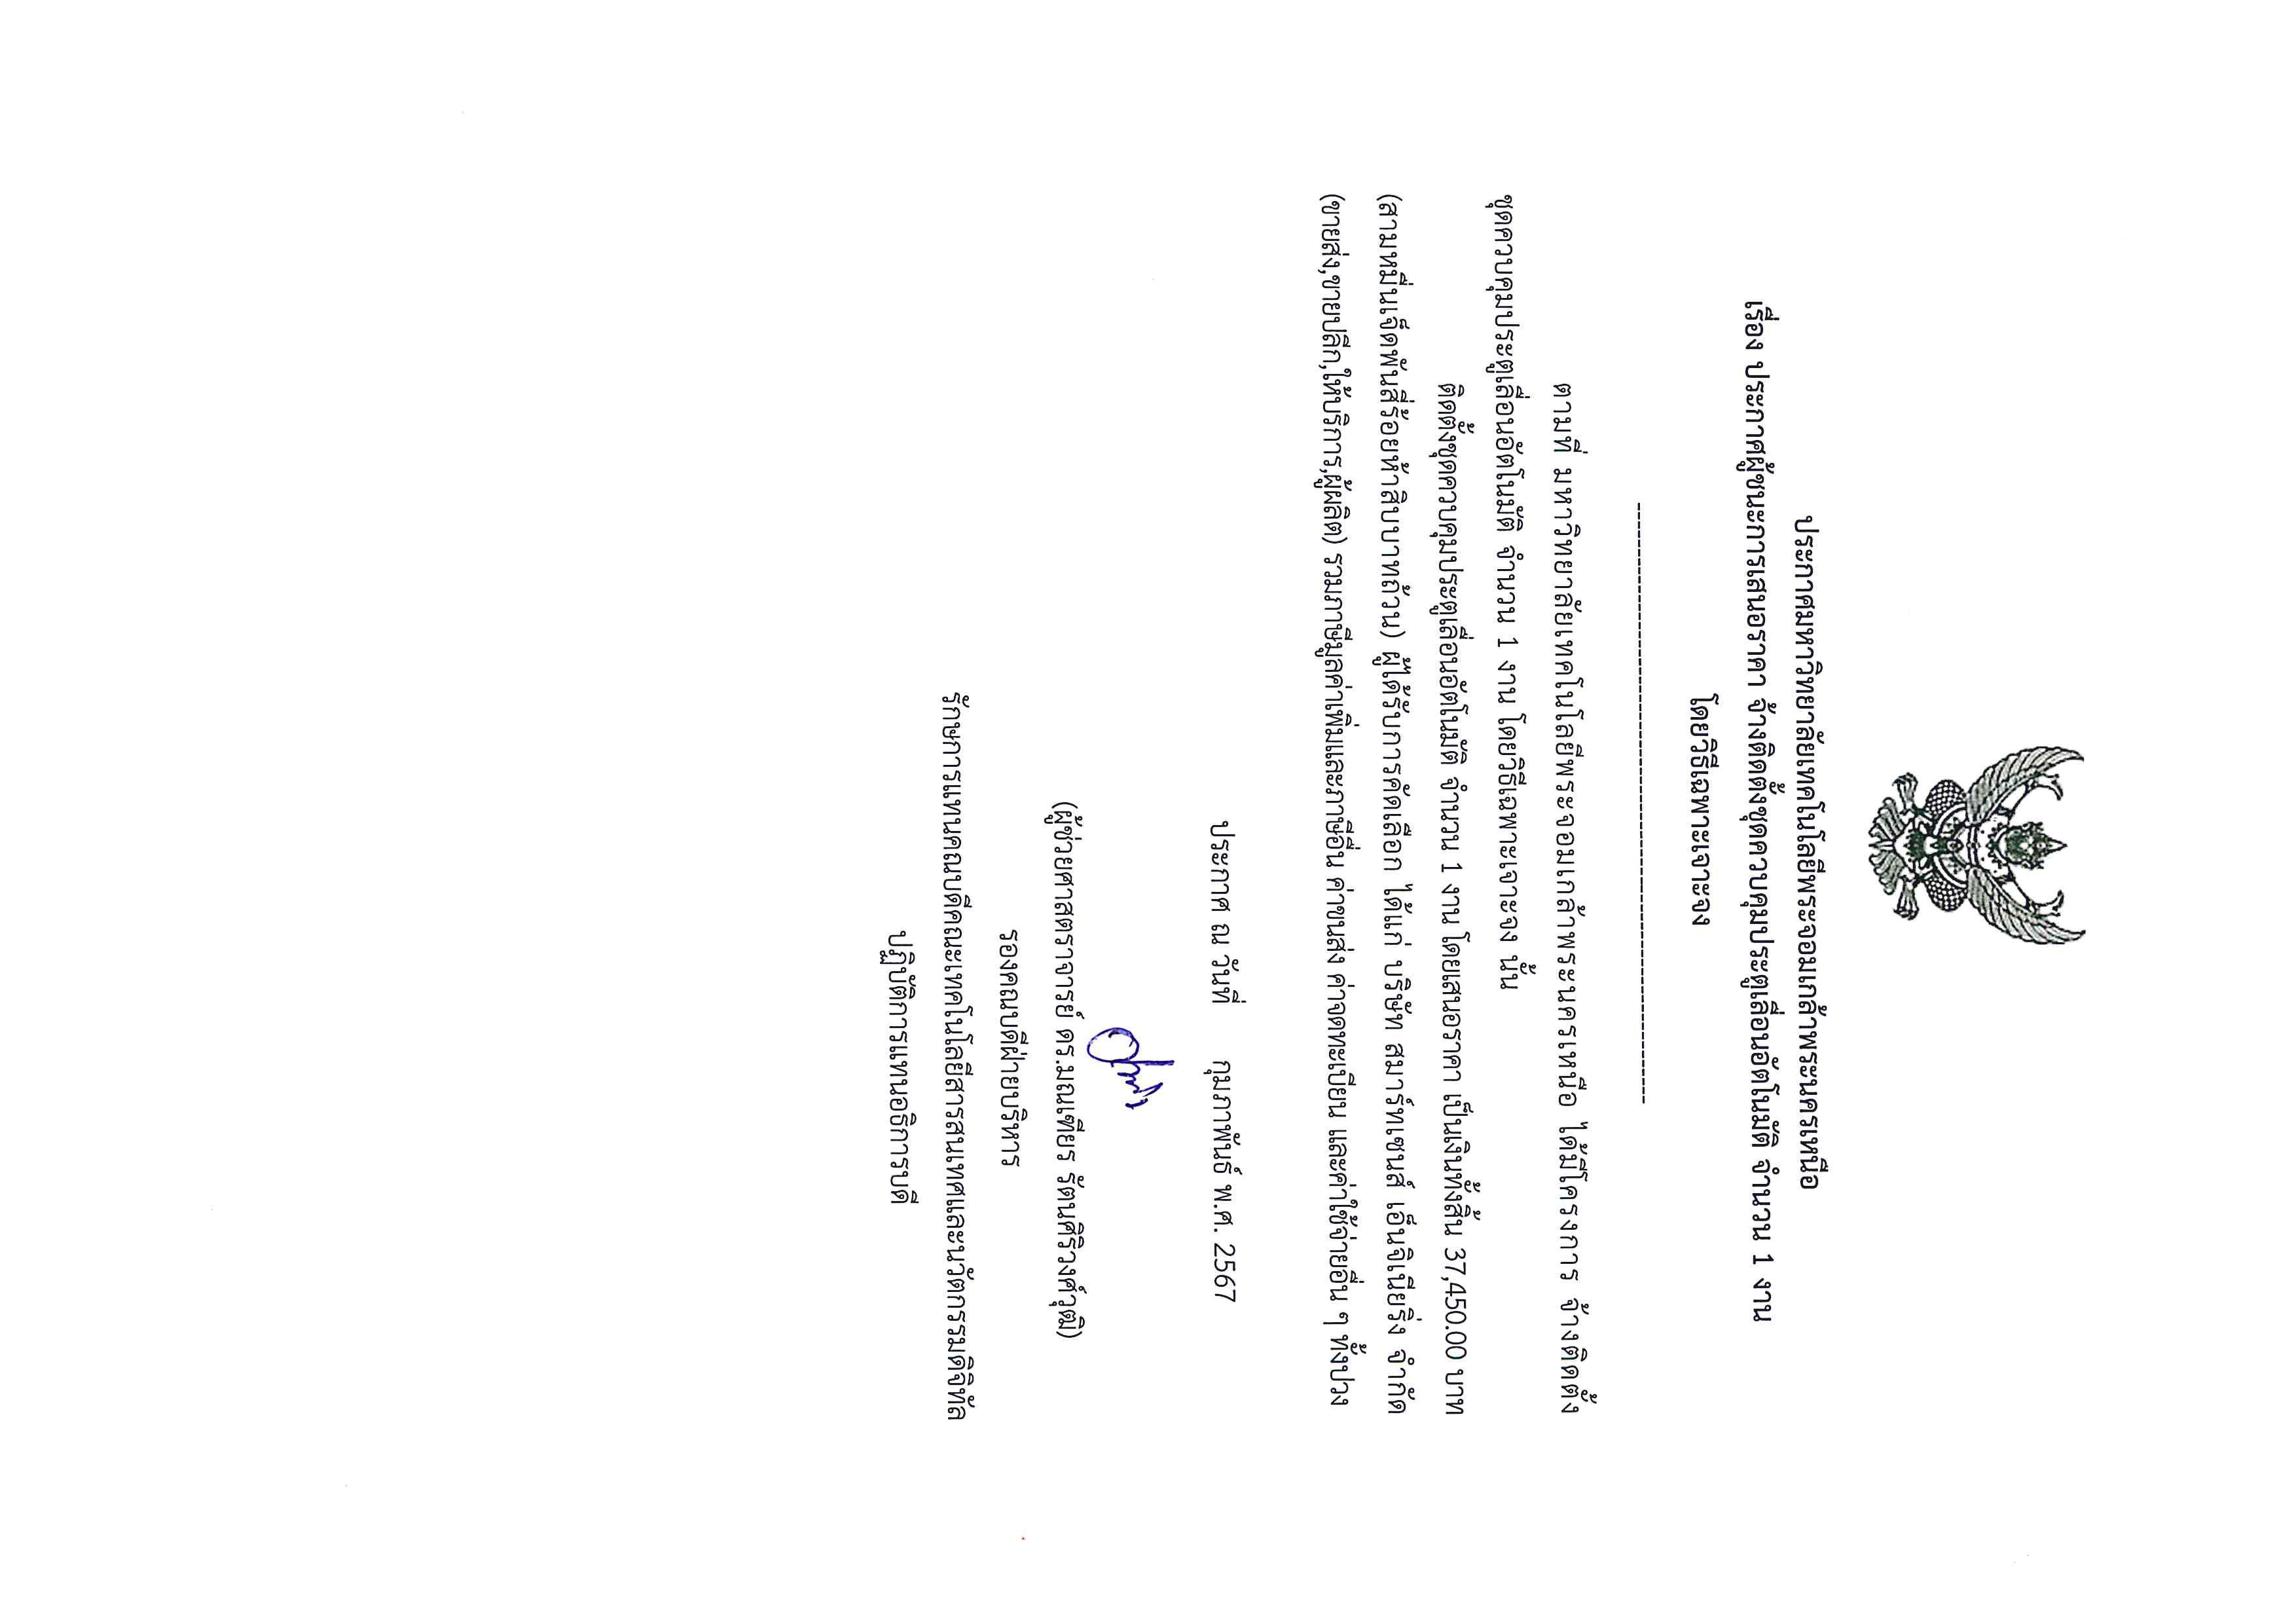 ประกาศมหาวิทยาลัยเทคโนโลยีพระจอมเกล้าพระนครเหนือ
เรื่อง ประกาศผู้ชนะการเสนอราคา จ้างติดตั้งชุดควบคุมประตูเลื่อนอัตโนมัติ จำนวน 1 งาน
โดยวิธีเฉพาะเจาะจง
------------------------------------------------------------------
ตามที่ มหาวิทยาลัยเทคโนโลยีพระจอมเกล้าพระนครเหนือ ได้มีโครงการ จ้างติดตั้ง
ชุดควบคุมประตูเลื่อนอัตโนมัติ จำนวน 1 งาน โดยวิธีเฉพาะเจาะจง นั้น
ติดตั้งชุดควบคุมประตูเลื่อนอัตโนมัติ จำนวน 1 งาน โดยเสนอราคา เป็นเงินทั้งสิ้น 37,450.00 บาท
(สามหมื่นเจ็ดพันสี่ร้อยห้าสิบบาทถ้วน) ผู้ได้รับการคัดเลือก ได้แก่ บริษัท สมาร์ทเซนส์ เอ็นจิเนียริ่ง จำกัด
(ขายส่ง,ขายปลีก,ให้บริการ,ผู้ผลิต) รวมภาษีมูลค่าเพิ่มและภาษีอื่น ค่าขนส่ง ค่าจดทะเบียน และค่าใช้จ่ายอื่น ๆ ทั้งปวง
ประกาศ ณ วันที่ กุมภาพันธ์ พ.ศ. 2567
(ผู้ช่วยศาสตราจารย์ ดร.มณเฑียร รัตนศิริวงศ์วุฒิ)
รองคณบดีฝ่ายบริหาร
รักษการแทนคณบดีคณะเทคโนโลยีสารสนเทศและนวัตกรรมดิจิทัล
ปฏิบัติการแทนอธิการบดี